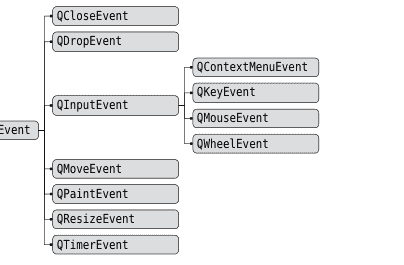 QCloseEvent
QDropEvent
QContextMenuEvent
QKeyEvent
QInputEvent
QMouseEvent
Event
QWheelEvent
QMoveEvent
QPaintEvent
QResizeEvent
QTimerEvent